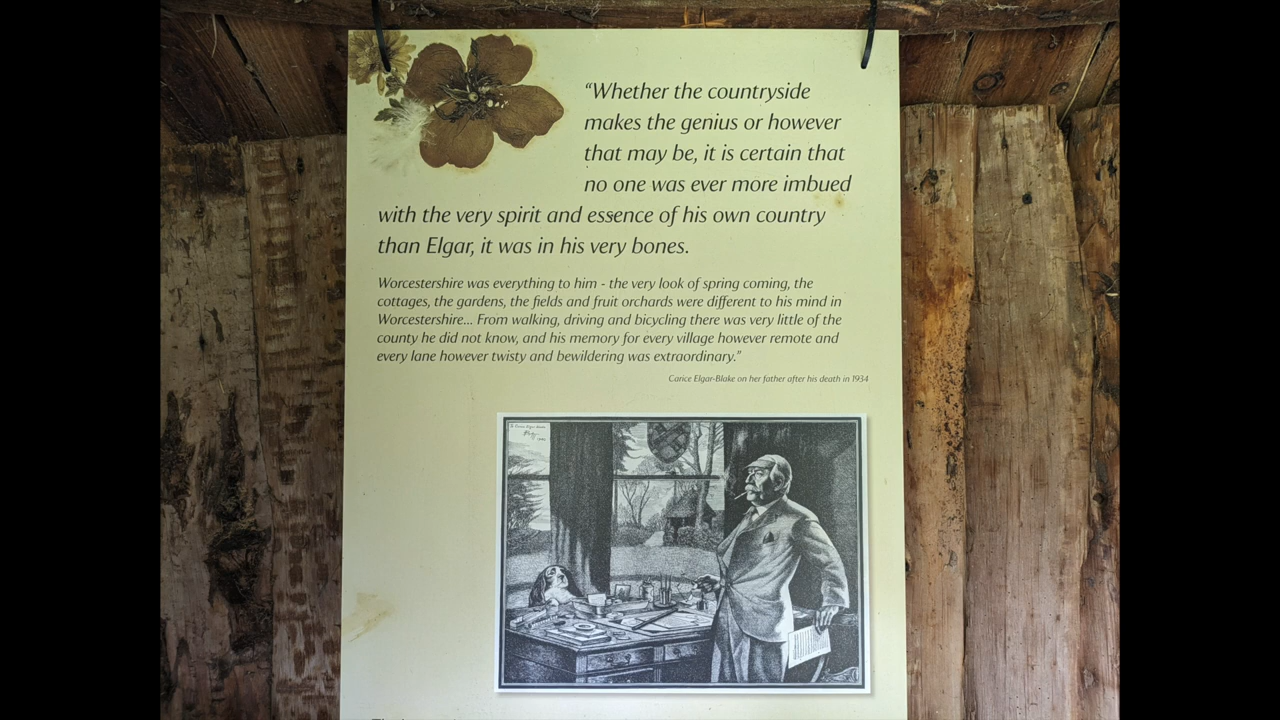 “Whether the countryside
makes the genius or however
that may be, it is certain that
no one was ever more imbued
with the very spirit and essence of his own country
than Elgar, it was in his very bones.
Worcestershire was everything to him - the very look of spring coming, the
cottages, the gardens, the fields and fruit orchards were different to his mind in
Worcestershire... From walking, driving and bicycling there was very little of the
county he did not know, and his memory for every village however remote and
every lane however twisty and bewildering was extraordinary.”
Carice Elgar-Blake on her father after his death in 1934